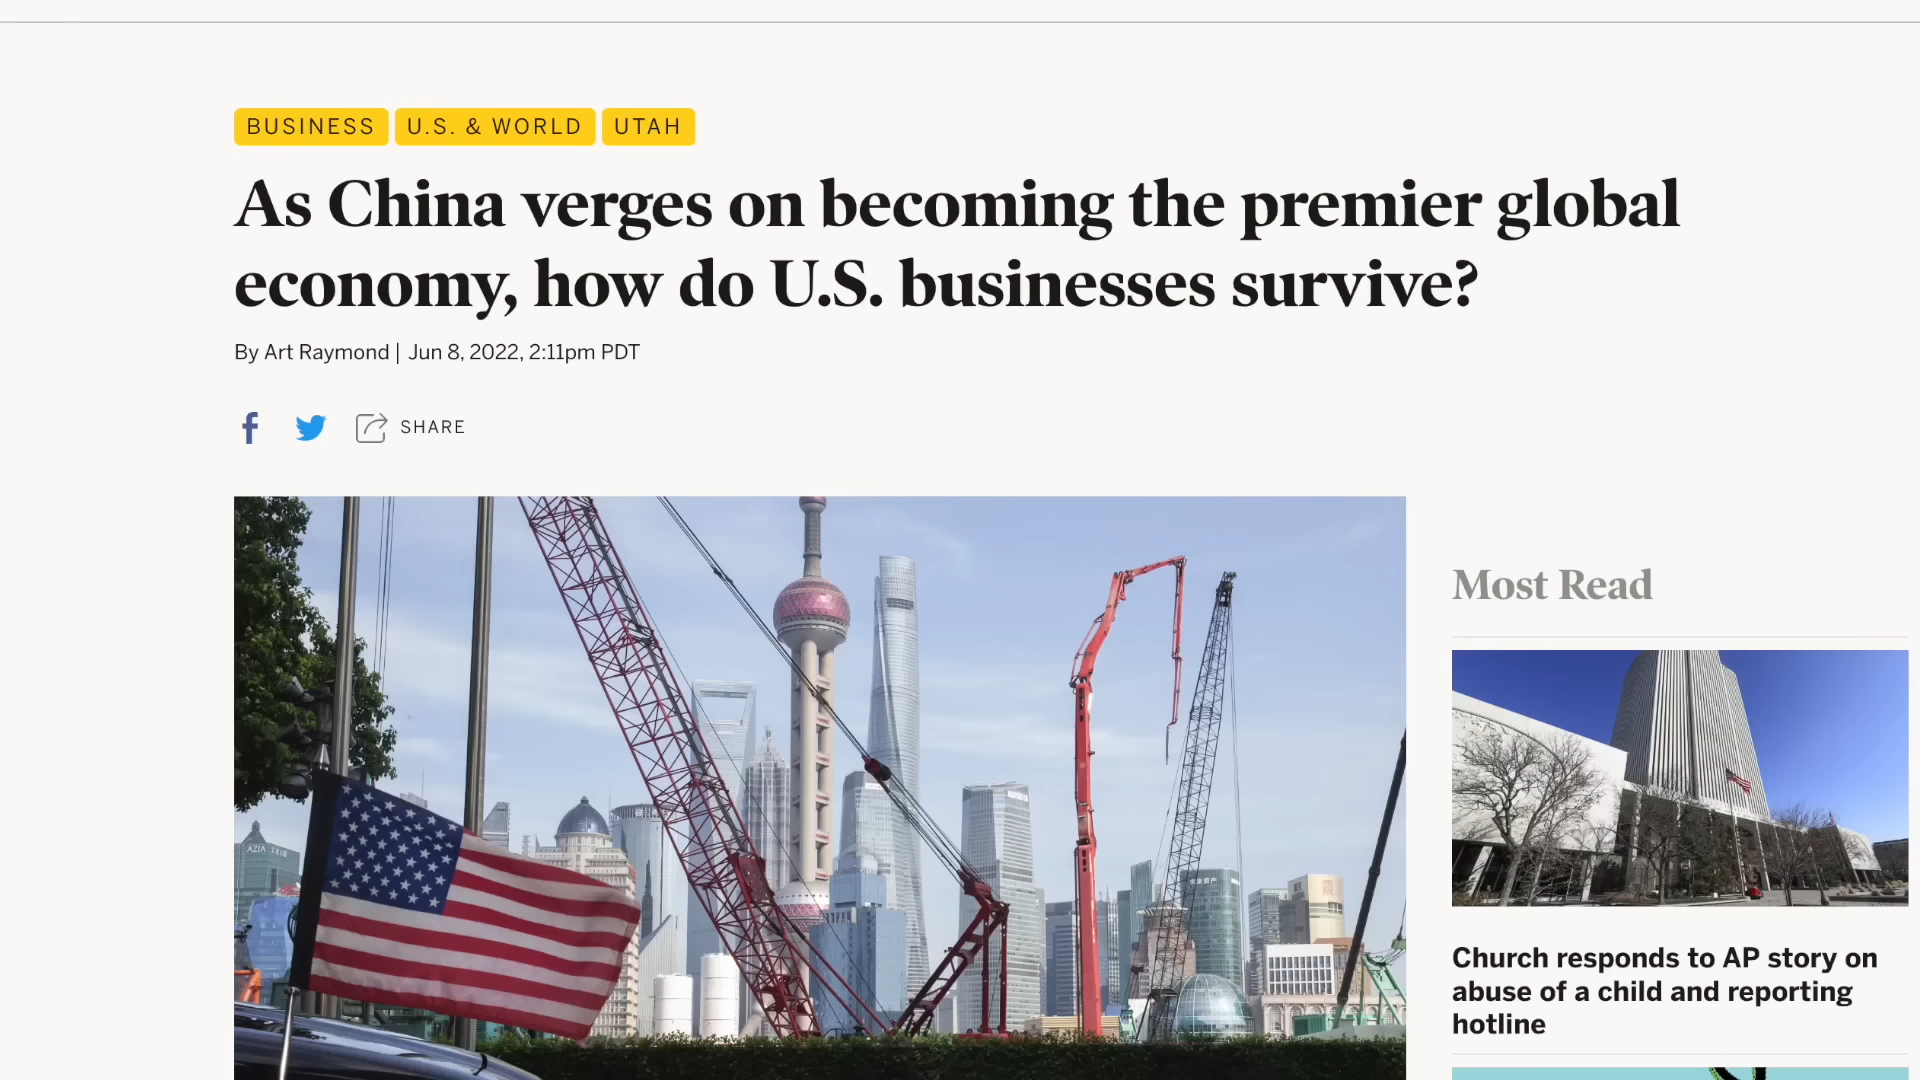 BUSINESS U.S. & WORLD UTAH
As China verges on becoming the premier global
economy, how do U.S. businesses survive?
By Art Raymond | Jun 8, 2022, 2:11pm PDT
SHARE
Most Read
AZIA
Church responds to AP story on
abuse of a child and reporting
hotline